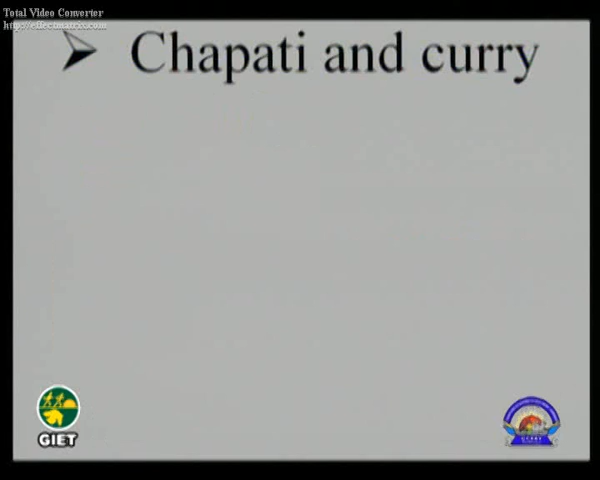 Total Video Converter
http://effectmatrix.com
➢ Chapati and curry
GIET